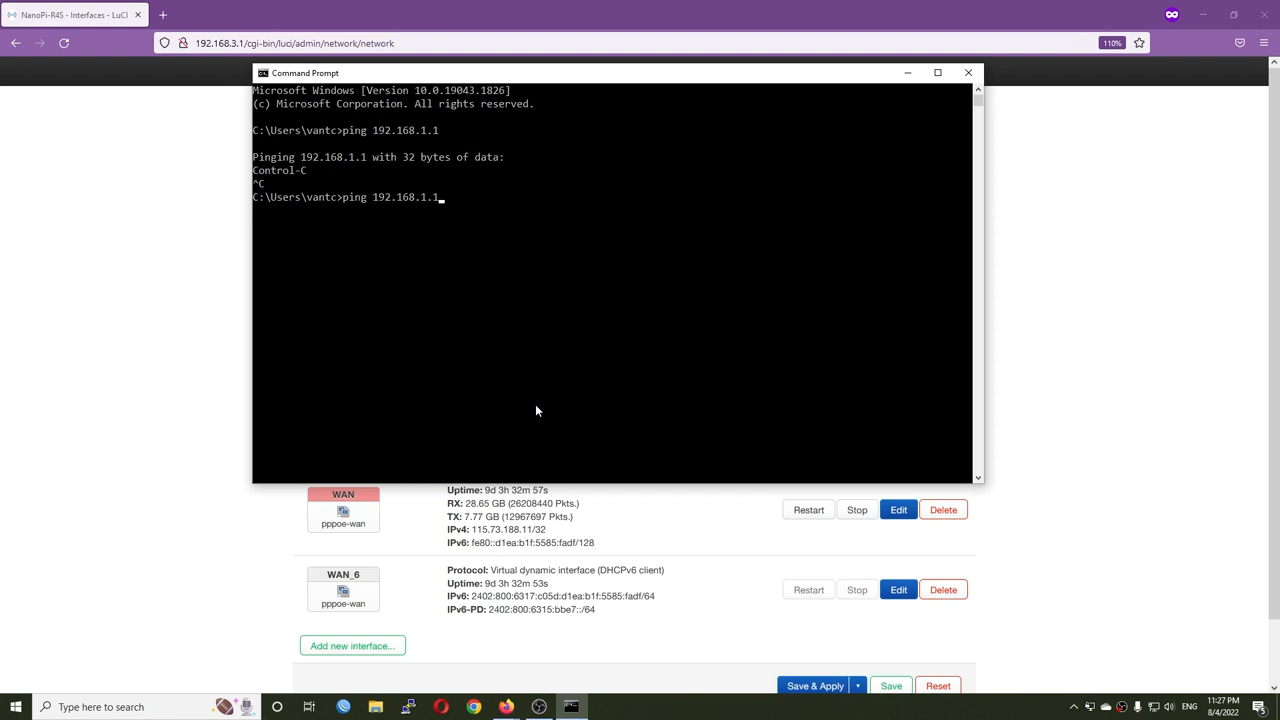 NanoPi-R4S - Interfaces - LuCI
192.168.3.1/cgi-bin/luci/admin/network/network
110%
Command Prompt
Microsoft Windows [Version 10.0.19043.1826]
(c) Microsoft Corporation. All rights reserved.
C:\Users\vantc>ping 192.168.1.1
Pinging 192.168.1.1 with 32 bytes of data:
Control-C
^C
C:\Users\vantc>ping 192.168.1.1
WAN
pppoe-wan
Uptime: 9d 3h 32m 57s
RX: 28.65 GB (26208440 Pkts.)
TX: 7.77 GB (12967697 Pkts.)
IPv4: 115.73.188.11/32
IPv6: fe80::d1ea:b1f:5585:fadf/128
Restart Stop Edit Delete
WAN_6
pppoe-wan
Protocol: Virtual dynamic interface (DHCPv6 client)
Uptime: 9d 3h 32m 53s
IPv6: 2402:800:6317:c05d:d1ea:b1f:5585:fadf/64
IPv6-PD: 2402:800:6315:bbe7::/64
Restart Stop Edit Delete
Add new interface...
Save & Apply Save Reset
Type here to search
ENG
11:27 PM
8/4/2022
5